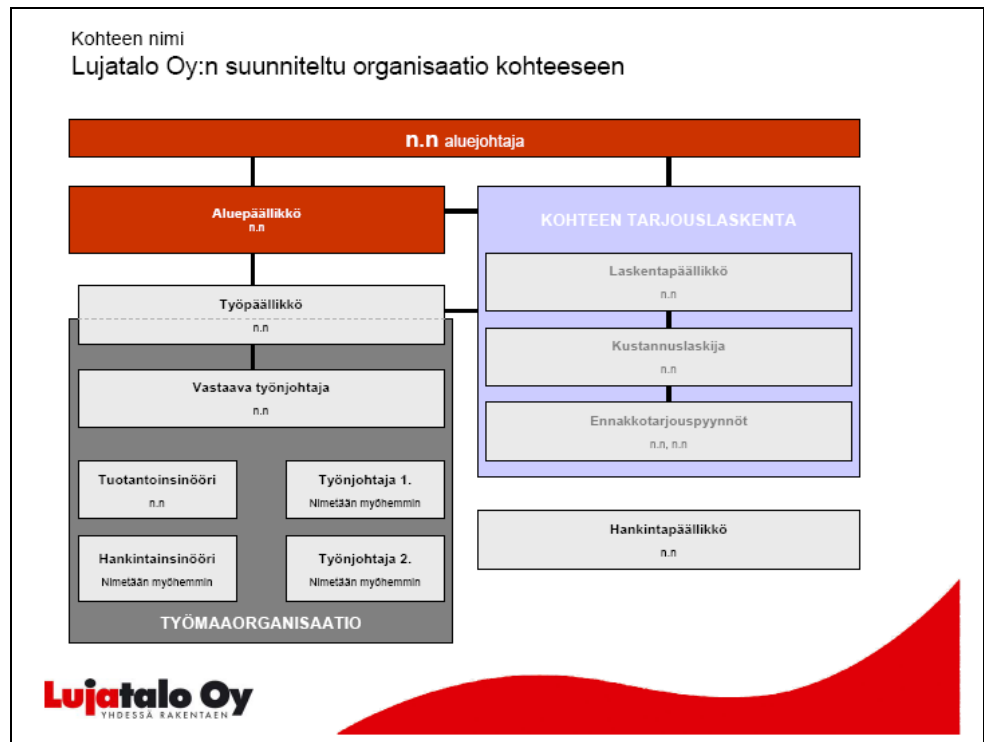 Kohteen nimi
Lujatalo Oy:n suunniteltu organisaatio kohteeseen
n.n aluejohtaja
Aluepäällikkö
n.n
KOHTEEN TARJOUSLASKENTA
Laskentapäällikkö
n.n
Työpäällikkö
n.n
Kustannuslaskija
n.n
Vastaava työnjohtaja
n.n
Ennakkotarjouspyynnöt
n.n, n.n
Tuotantoinsinööri
n.n
Työnjohtaja 1.
Nimetään myöhemmin
Hankintapäällikkö
n.n
Hankintainsinööri
Nimetään myöhemmin
Työnjohtaja 2.
Nimetään myöhemmin
TYÖMAAORGANISAATIO
Lujatalo Oy
YHDESSÄ RAKENTAEN